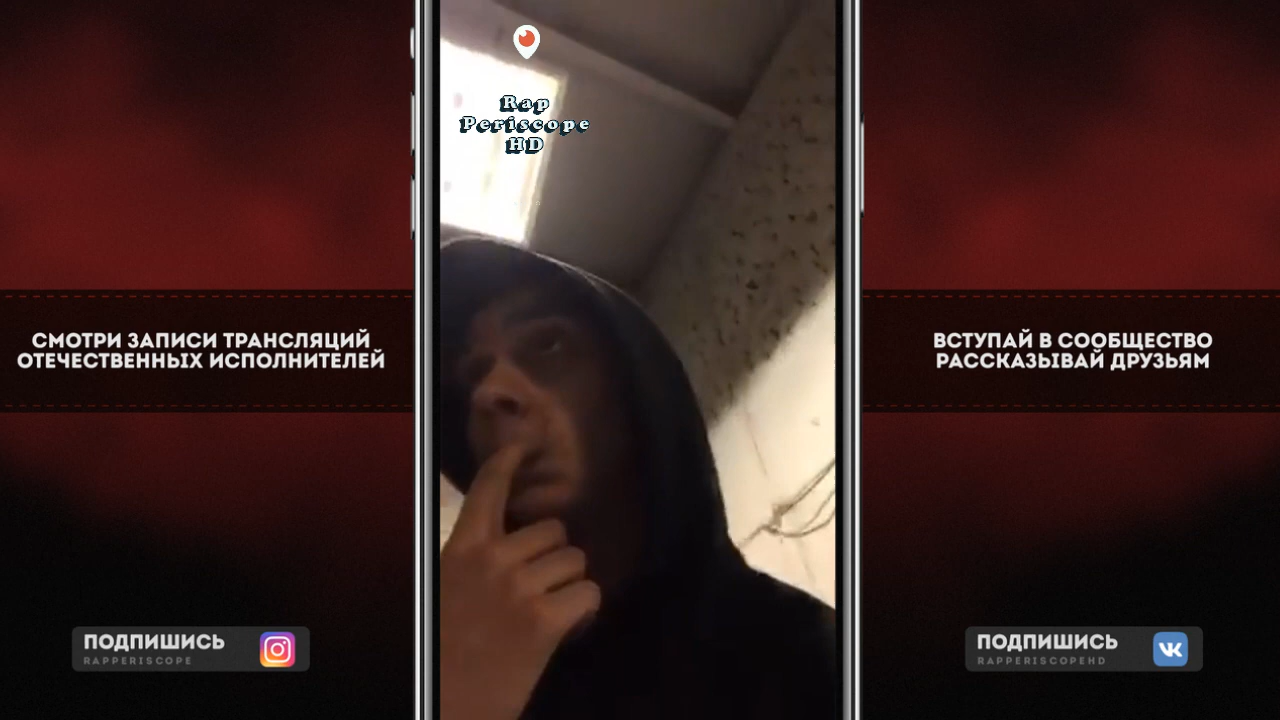 Rap
Periscope
HD
СМОТРИ ЗАПИСИ ТРАНСЛЯЦИЙ
ОТЕЧЕСТВЕННЫХ ИСПОЛНИТЕЛЕЙ
ВСТУПАЙ В СООБЩЕСТВО
РАССКАЗЫВАЙ ДРУЗЬЯМ
ПОДПИШИСЬ
RAPPERISCOPE
ПОДПИШИСЬ
RAPPERISCOPEHD